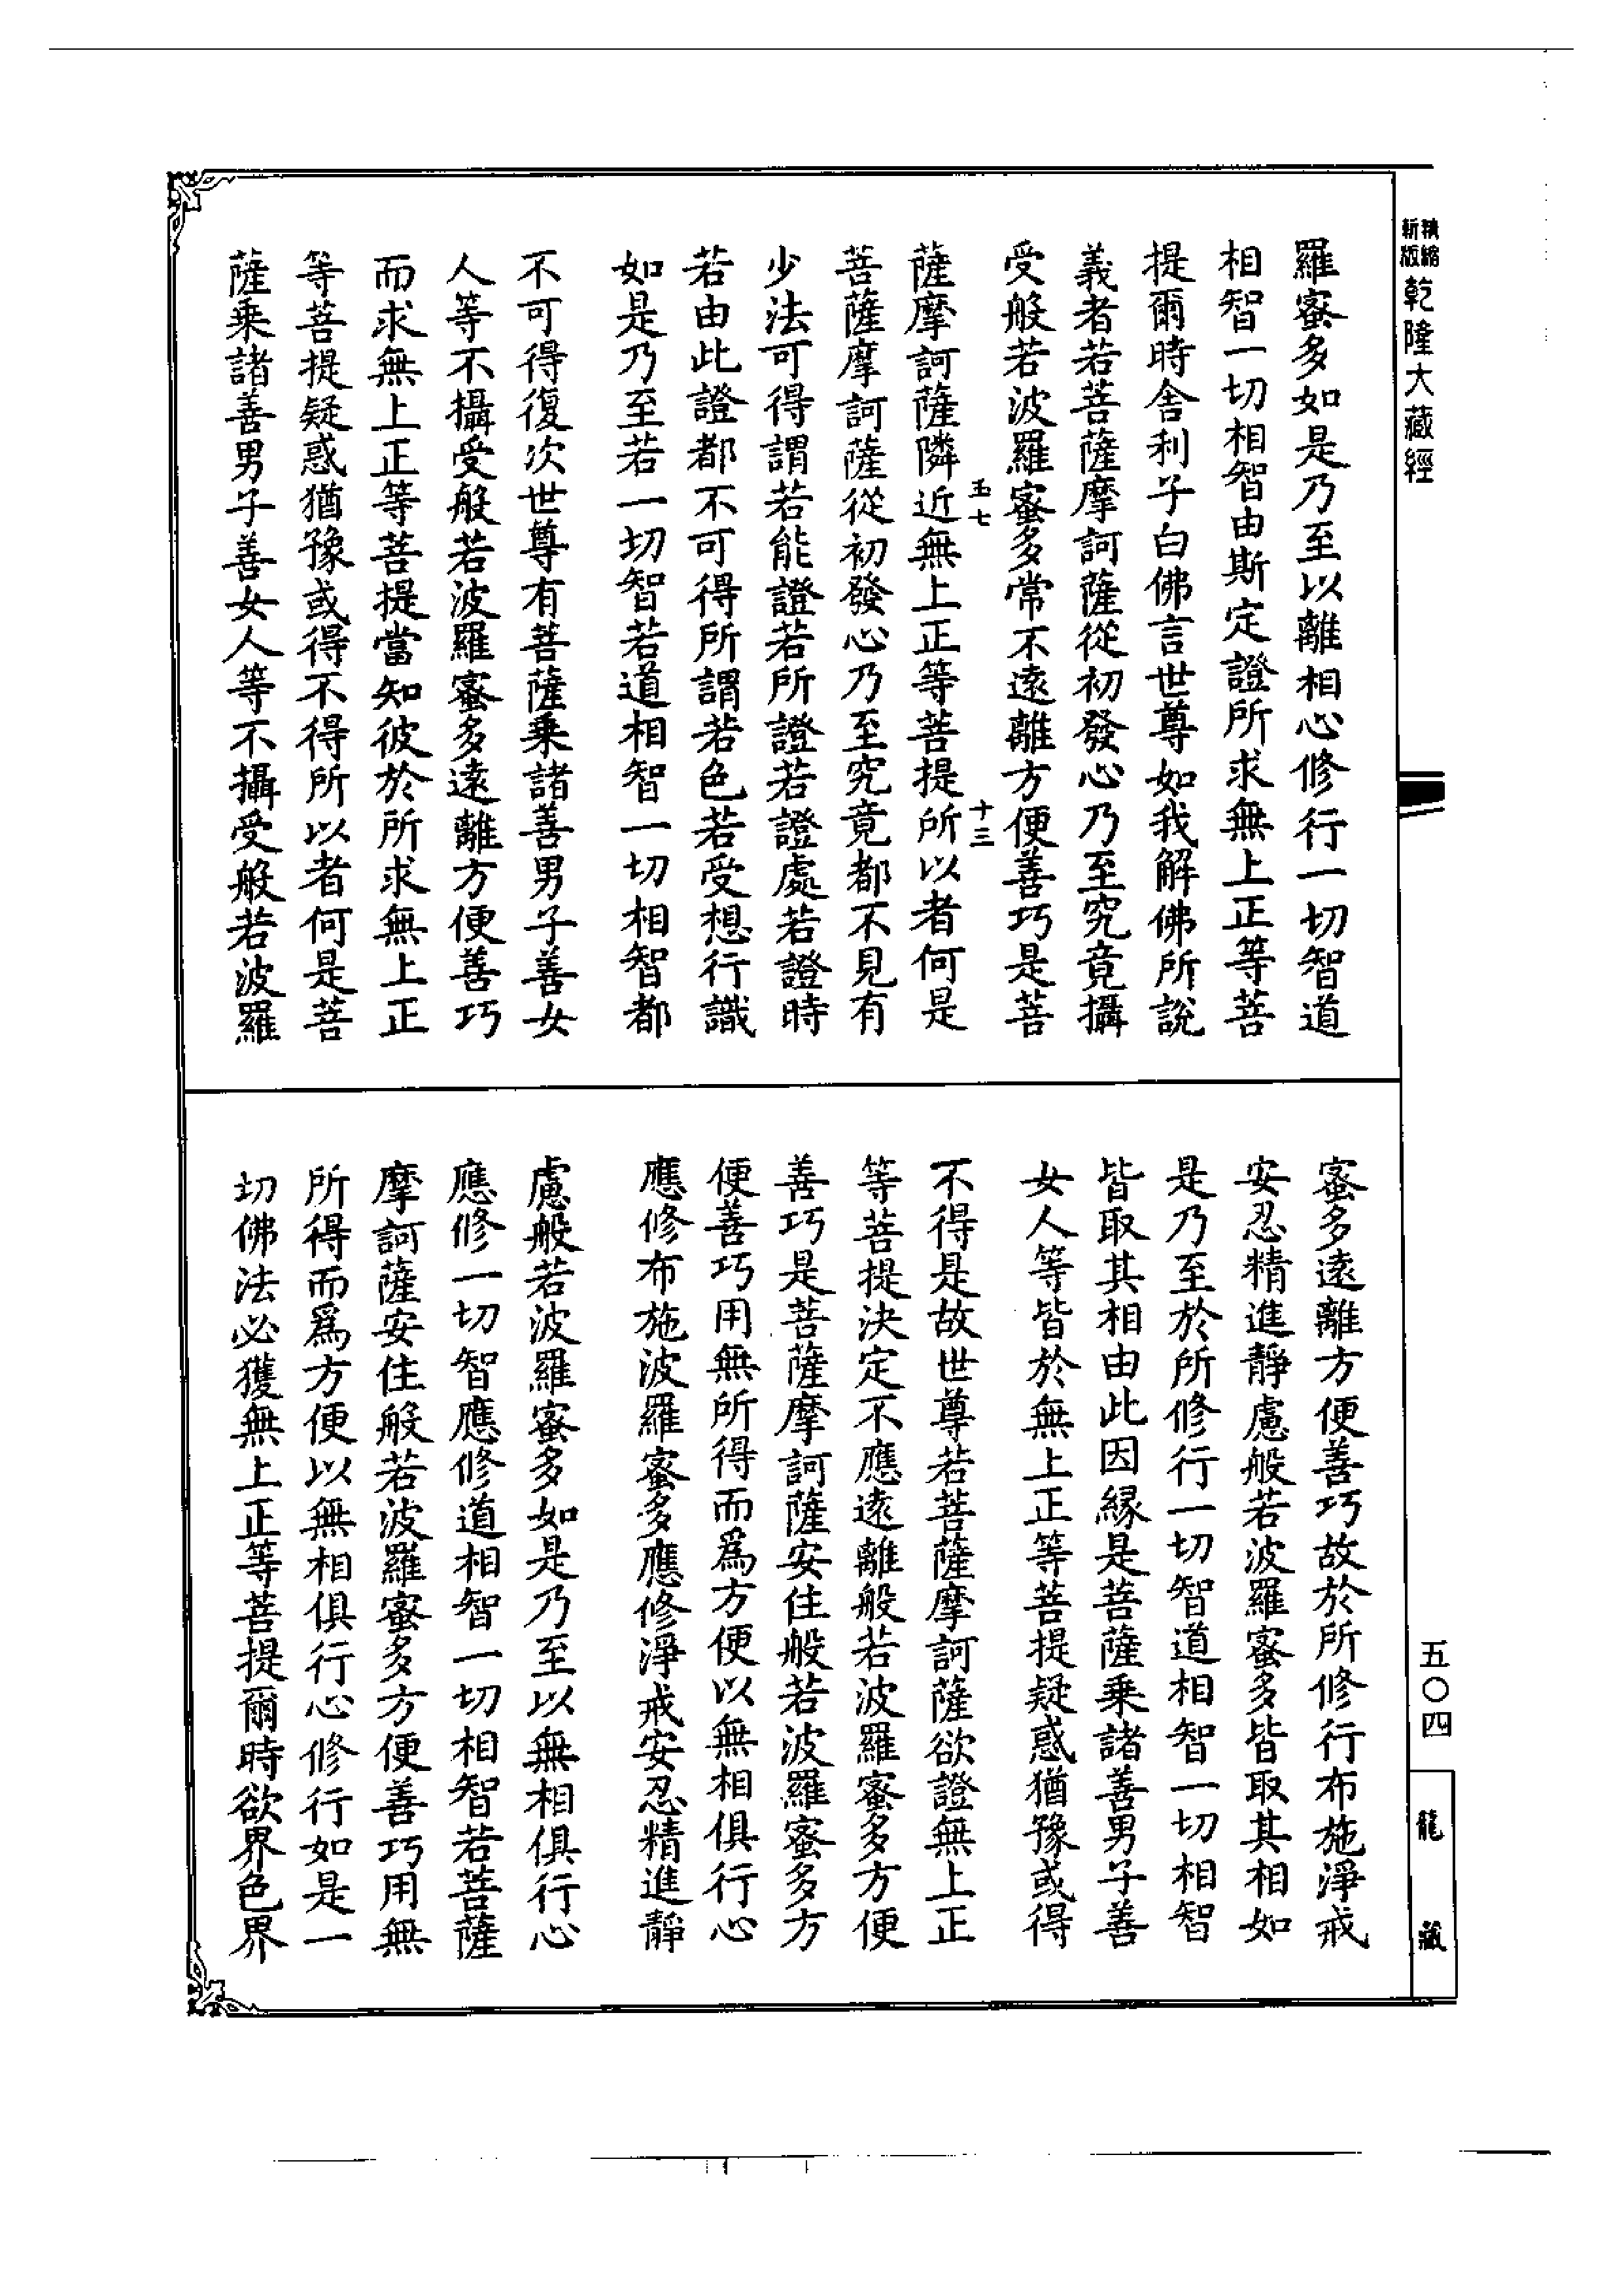 精縮
新版
乾隆大藏經
羅蜜多如是乃至以離相心修行一切智道
相智一切相智由斯定證所求無上正等菩
提爾時舍利子白佛言世尊如我解佛所說
義者若菩薩摩訶薩從初發心乃至究竟攝
受般若波羅蜜多常不遠離方便善巧是菩
玉七
十三
薩摩訶薩隣近無上正等菩提所以者何是
菩薩摩訶薩從初發心乃至究竟都不見有
少法可得謂若能證若所證若證處若證時
若由此證都不可得所謂若色若受想行識
如是乃至若一切智若道相智一切相智都
不可得復次世尊有菩薩乘諸善男子善女
人等不攝受般若波羅蜜多遠離方便善巧
而求無上正等菩提當知彼於所求無上正
等菩提疑惑猶豫或得不得所以者何是菩
薩乘諸善男子善女人等不攝受般若波羅
蜜多遠離方便善巧故於所修行布施淨戒
安忍精進靜慮般若波羅蜜多皆取其相如
是乃至於所修行一切智道相智一切相智
皆取其相由此因緣是菩薩乘諸善男子善
女人等皆於無上正等菩提疑惑猶豫或得
不得是故世尊若菩薩摩訶薩欲證無上正
等菩提決定不應遠離般若波羅蜜多方便
善巧是菩薩摩訶薩安住般若波羅蜜多方
便善巧用無所得而為方便以無相俱行心
應修布施波羅蜜多應修淨戒安忍精進靜
慮般若波羅蜜多如是乃至以無相俱行心
應修一切智應修道相智一切相智若菩薩
摩訶薩安住般若波羅蜜多方便善巧用無
所得而為方便以無相俱行心修行如是一
切佛法必獲無上正等菩提爾時欲界色界
五〇四
龍藏